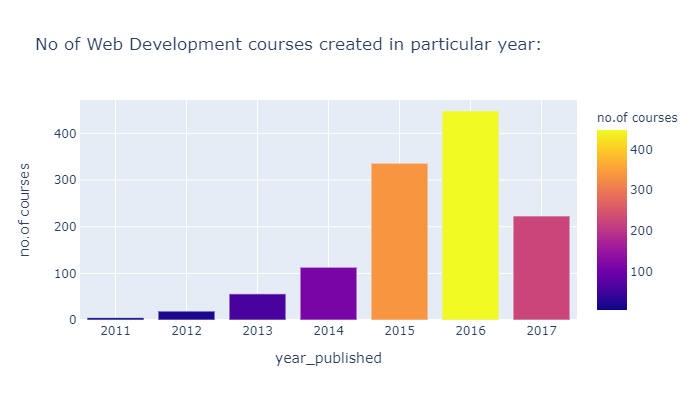 No of Web Development courses created in particular year:
no.of courses
400
300
200
100
0
2011 2012 2013 2014 2015 2016 2017
year_published
no.of courses
400
300
200
100